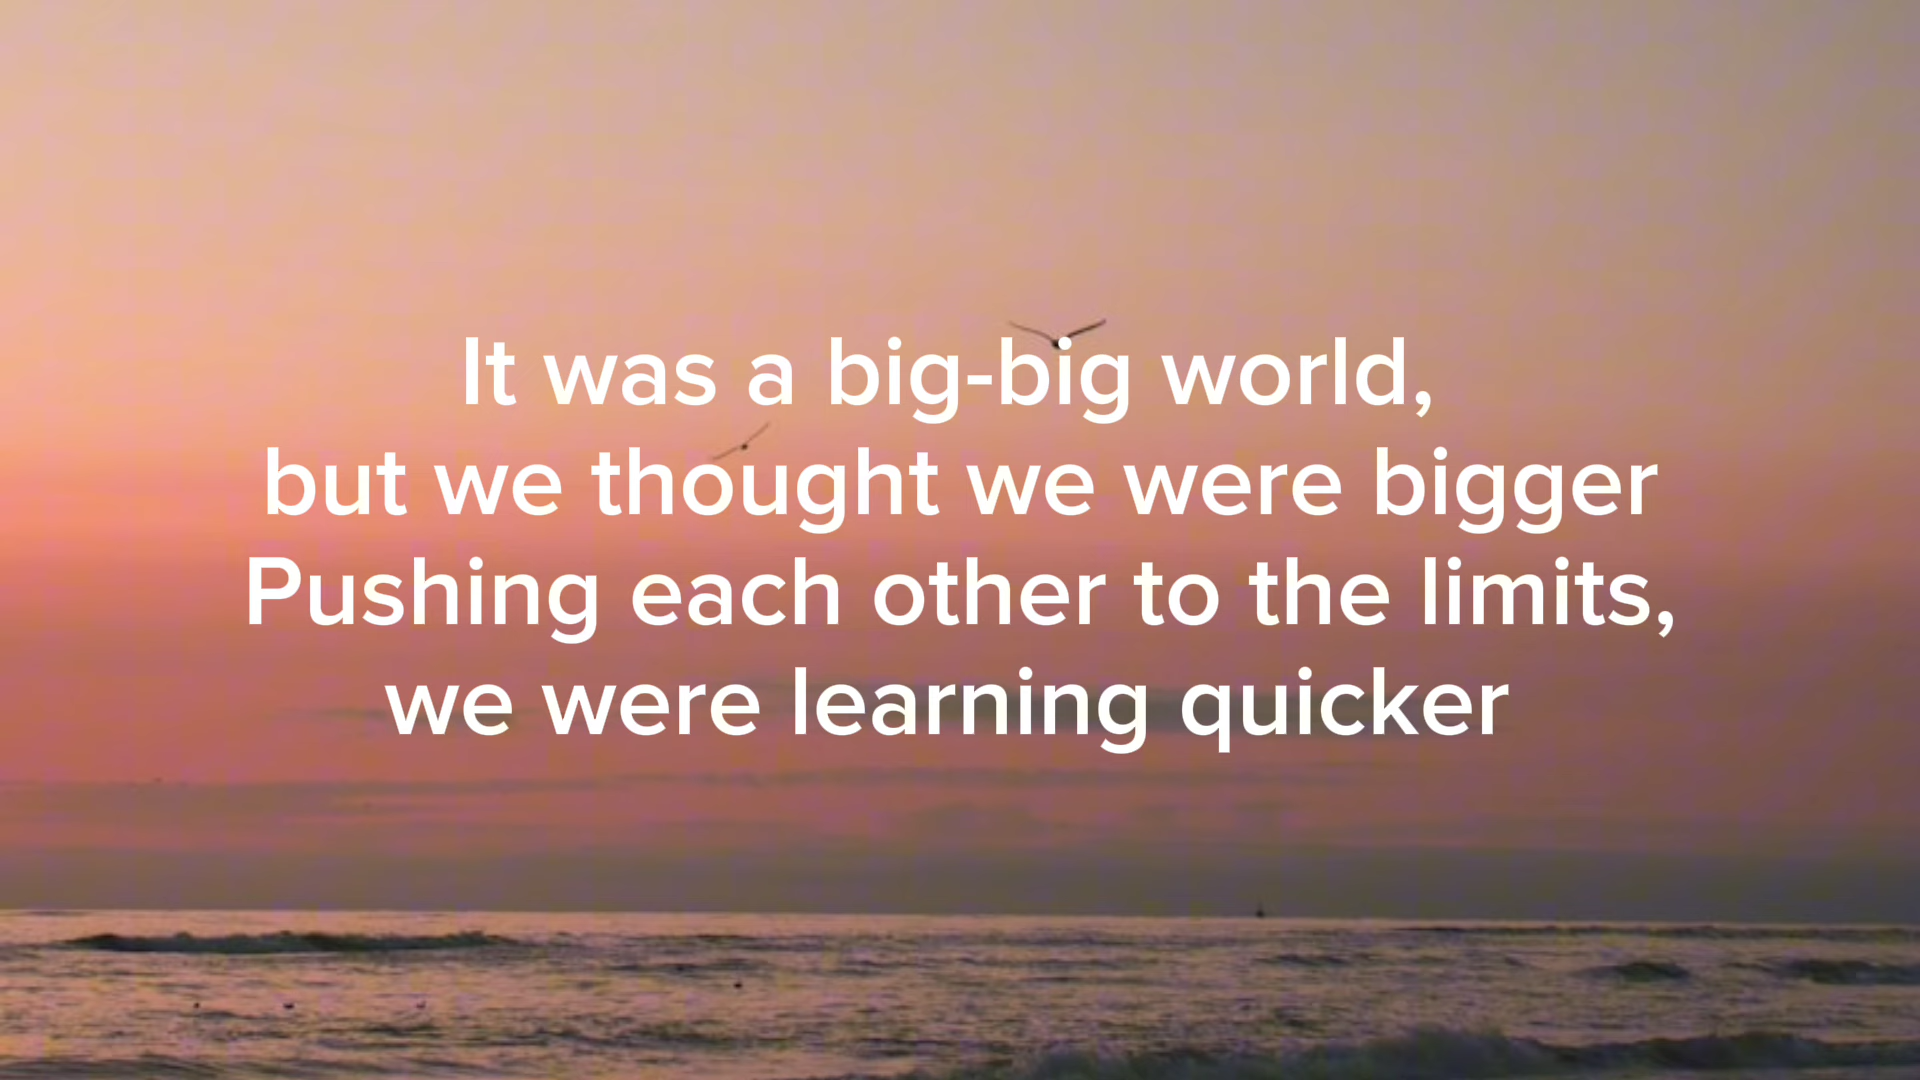 It was a big-big world,
but we thought we were bigger
Pushing each other to the limits,
we were learning quicker